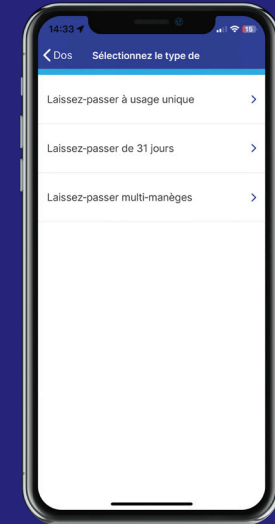 14:33
15
Dos
Sélectionnez le type de
Laissez-passer à usage unique
Laissez-passer de 31 jours
Laissez-passer multi-manèges